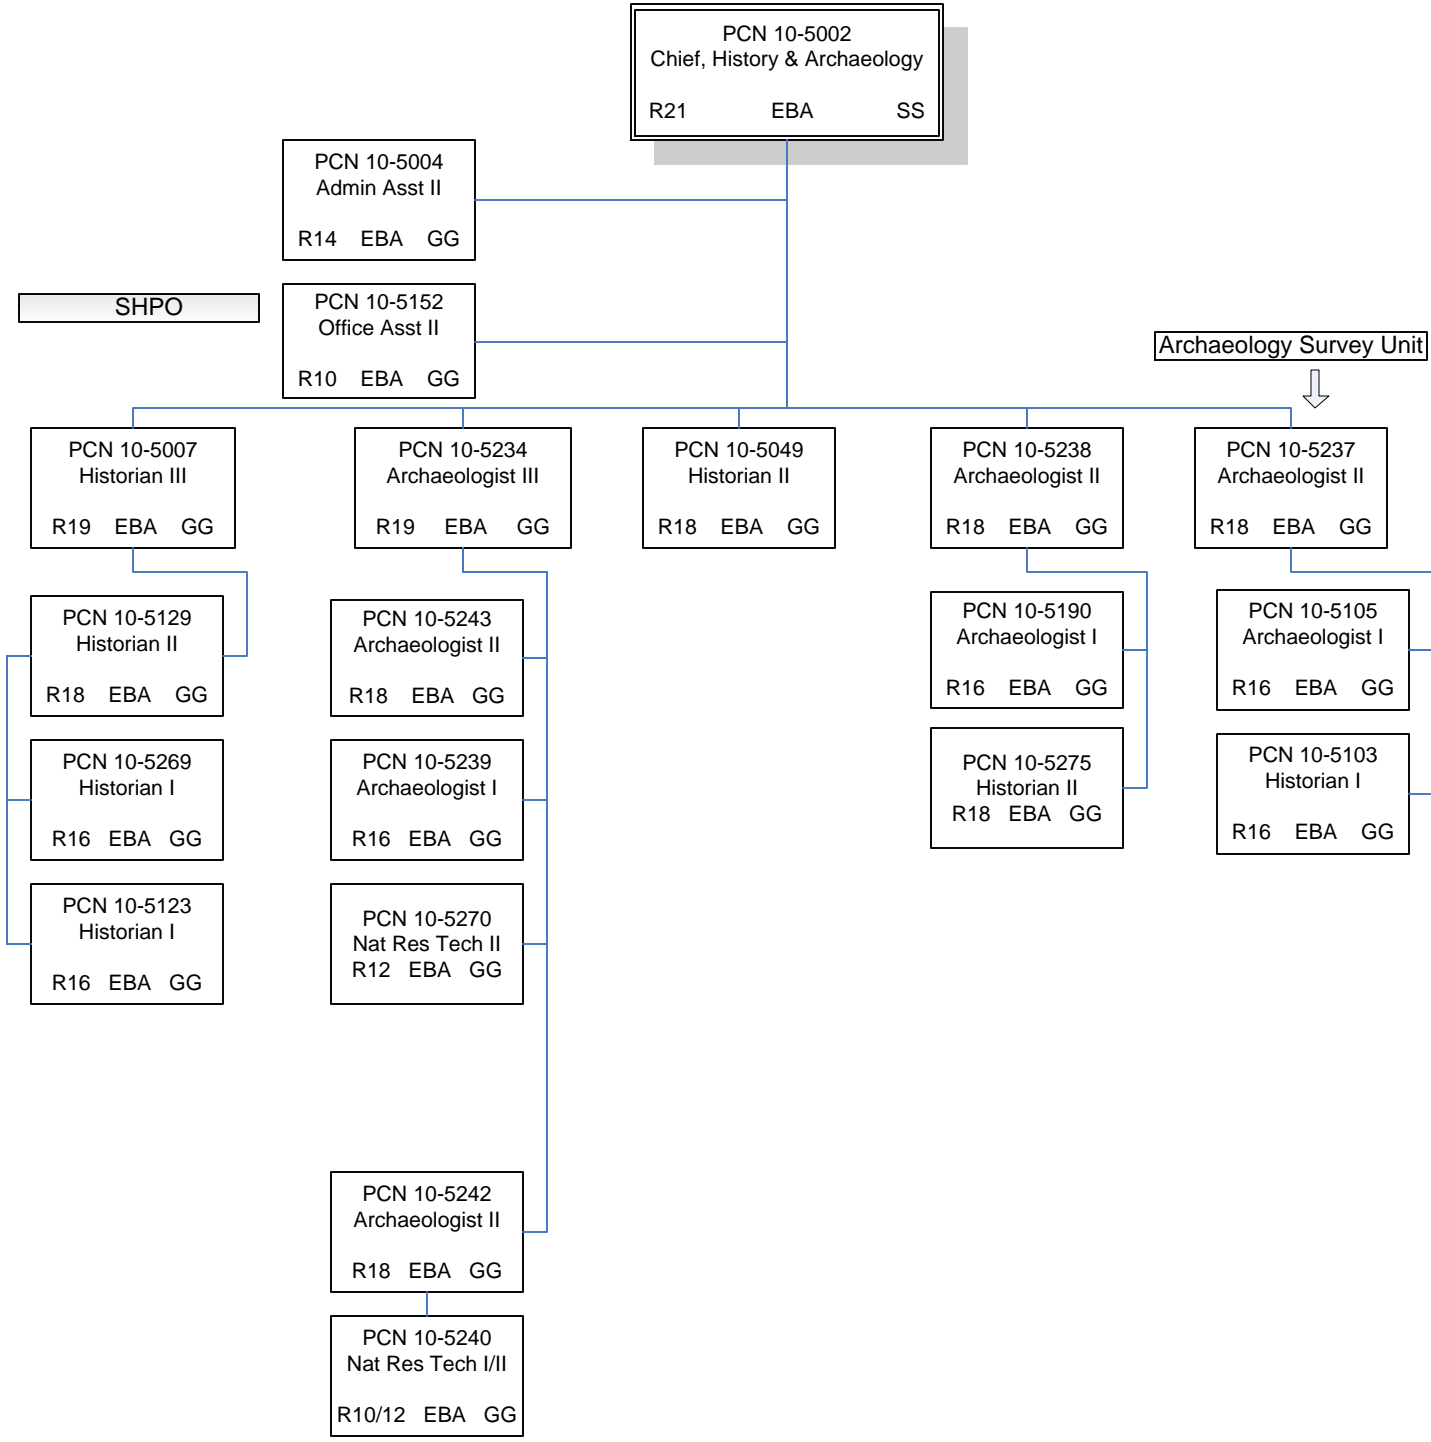 PCN 10-5002
Chief, History & Archaeology
R21 EBA SS
PCN 10-5004
Admin Asst II
R14 EBA GG
SHPO
PCN 10-5152
Office Asst II
R10 EBA GG
Archaeology Survey Unit
PCN 10-5007
Historian III
R19 EBA GG
PCN 10-5234
Archaeologist III
R19 EBA GG
PCN 10-5049
Historian II
R18 EBA GG
PCN 10-5238
Archaeologist II
R18 EBA GG
PCN 10-5237
Archaeologist II
R18 EBA GG
PCN 10-5129
Historian II
R18 EBA GG
PCN 10-5269
Historian I
R16 EBA GG
PCN 10-5123
Historian I
R16 EBA GG
PCN 10-5243
Archaeologist II
R18 EBA GG
PCN 10-5239
Archaeologist I
R16 EBA GG
PCN 10-5270
Nat Res Tech II
R12 EBA GG
PCN 10-5242
Archaeologist II
R18 EBA GG
PCN 10-5240
Nat Res Tech I/II
R10/12 EBA GG
PCN 10-5190
Archaeologist I
R16 EBA GG
PCN 10-5275
Historian II
R18 EBA GG
PCN 10-5105
Archaeologist I
R16 EBA GG
PCN 10-5103
Historian I
R16 EBA GG